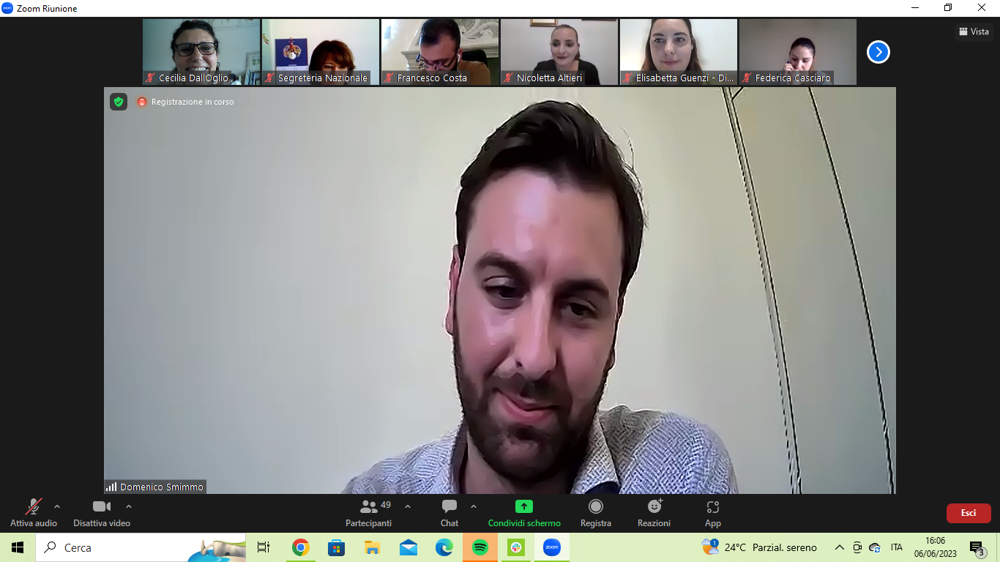 Zoom Riunione
Vista
Cecilia DallOglio
Segreteria Nazionale
Francesco Costa
Nicoletta Altieri
Elisabetta Guenzi - Di...
Federica Casciaro
Registrazione in corso
Domenico Smimmo
49
Attiva audio
Disattiva video
Partecipanti
Chat
Condividi schermo
Registra
Reazioni
App
Esci
Cerca
zoom
1
24°C Parzial. sereno
ITA
16:06
06/06/2023
3